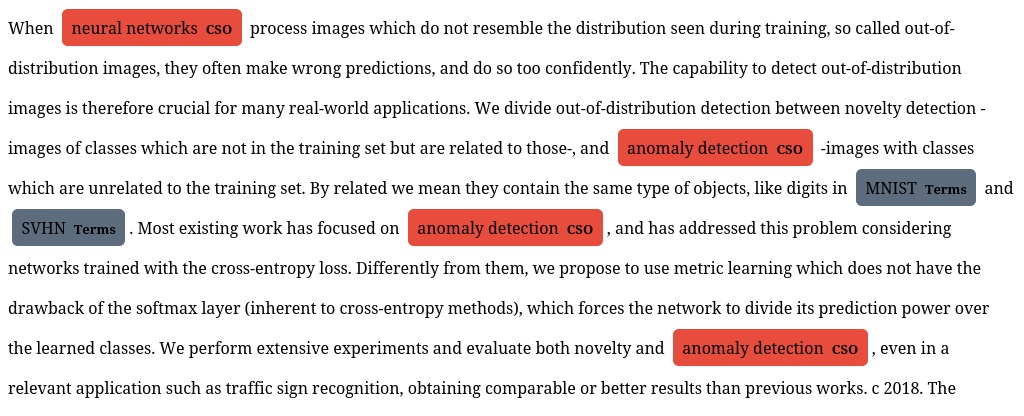 When neural networks CSO process images which do not resemble the distribution seen during training, so called out-of-
distribution images, they often make wrong predictions, and do so too confidently. The capability to detect out-of-distribution
images is therefore crucial for many real-world applications. We divide out-of-distribution detection between novelty detection -
images of classes which are not in the training set but are related to those-, and anomaly detection CSO -images with classes
which are unrelated to the training set. By related we mean they contain the same type of objects, like digits in MNIST Terms and
SVHN Terms . Most existing work has focused on anomaly detection CSO , and has addressed this problem considering
networks trained with the cross-entropy loss. Differently from them, we propose to use metric learning which does not have the
drawback of the softmax layer (inherent to cross-entropy methods), which forces the network to divide its prediction power over
the learned classes. We perform extensive experiments and evaluate both novelty and anomaly detection CSO , even in a
relevant application such as traffic sign recognition, obtaining comparable or better results than previous works. c 2018. The